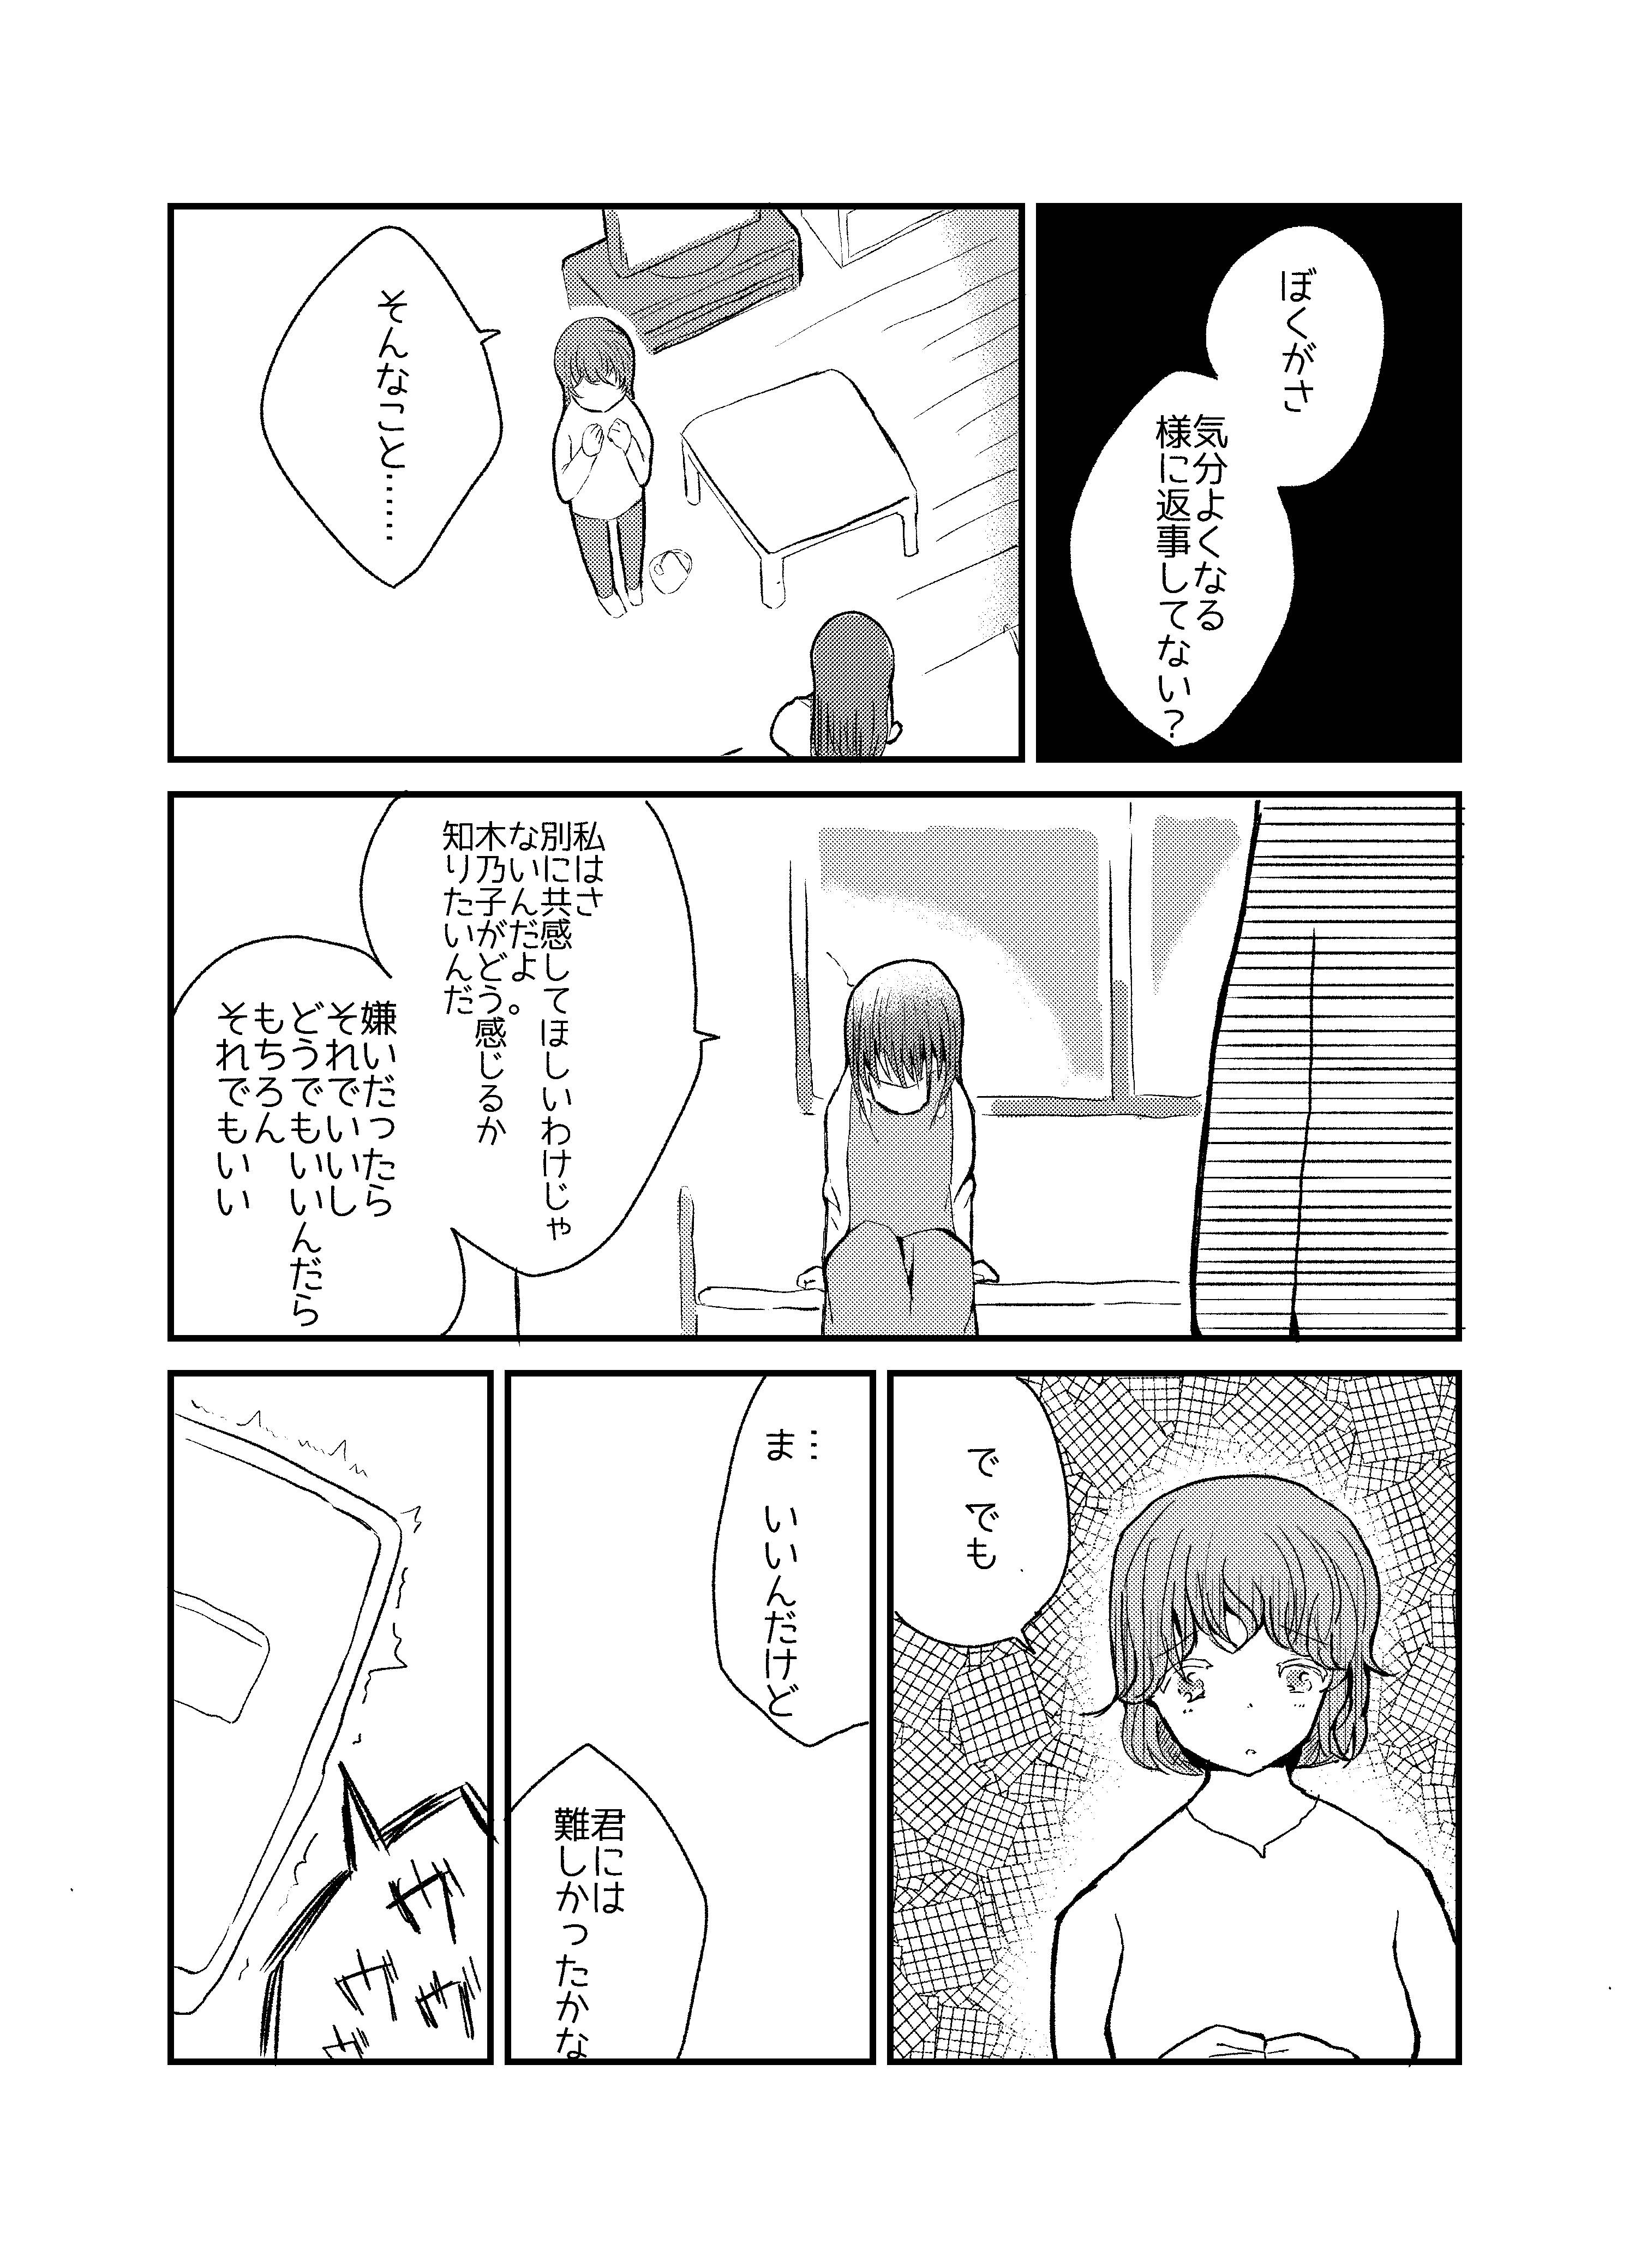 ぼくがさ
気分よくなる
様に返事してない？
そんなこと……
私はさ
別に共感してほしいわけじゃ
ないんだよ。
木乃子がどう感じるか
知りたいんだ
嫌いだったら
それでいいし
どうでもいいんだら
もちろん
それでもいい
で でも
…
ま いいんだけど
君には
難しかったかな
ヴヴヴヴ